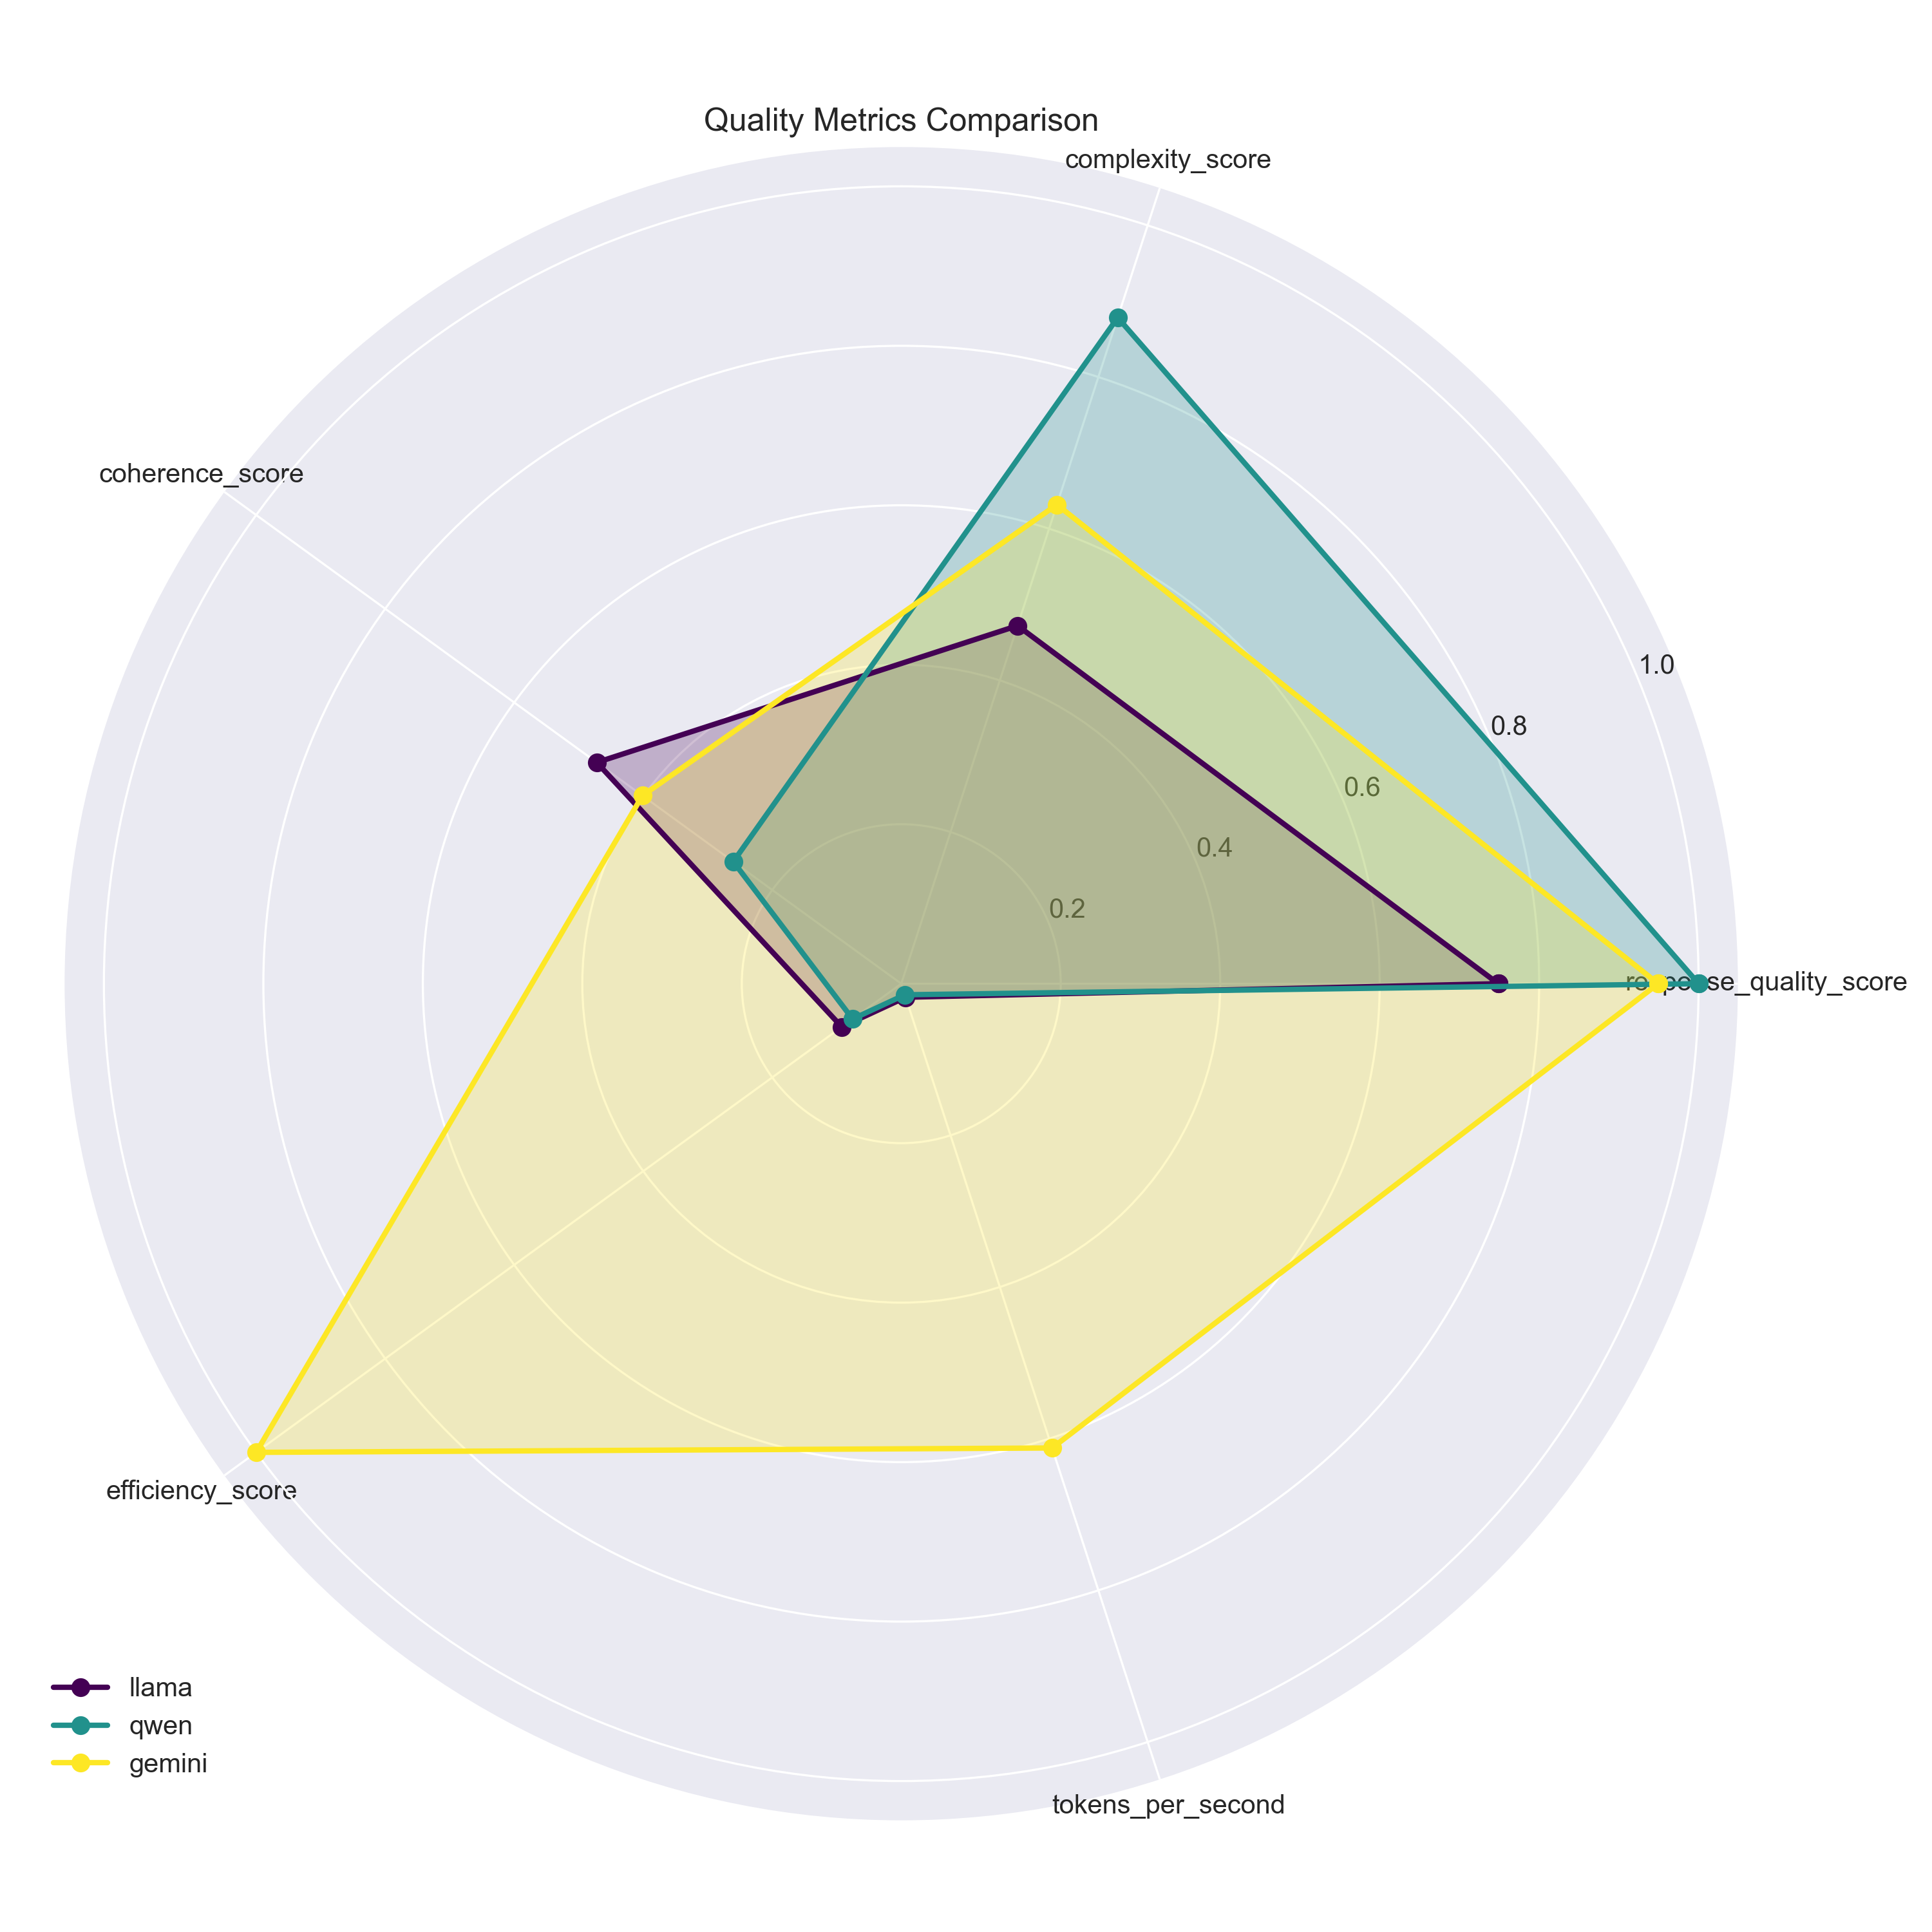 Quality Metrics Comparison
complexity_score
coherence_score
1.0
0.8
0.6
0.4
0.2
response_quality_score
efficiency_score
llama
qwen
gemini
tokens_per_second